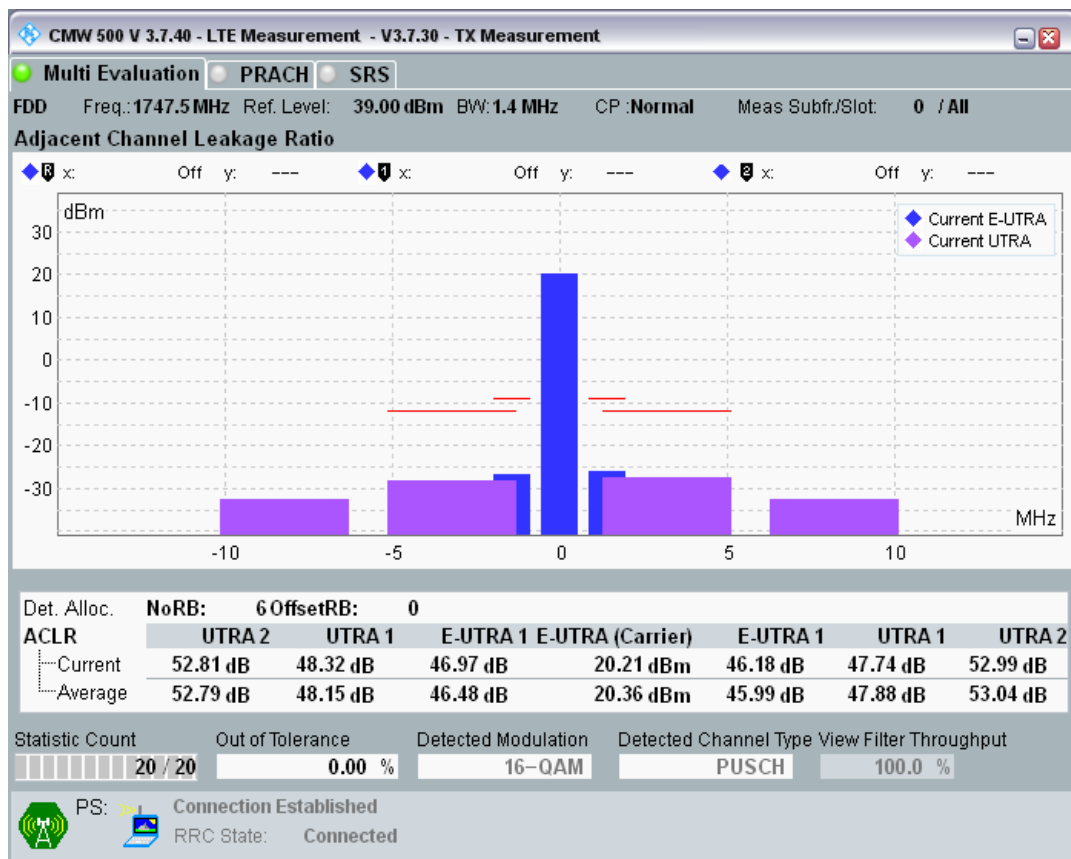 CMW 500 V 3.7.40 - LTE Measurement - V3.7.30 - TX Measurement
Multi Evaluation PRACH SRS
FDD Freq.: 1747.5 MHz Ref. Level: 39.00 dBm BW: 1.4 MHz CP :Normal Meas Subfr./Slot: 0 / All
Adjacent Channel Leakage Ratio
R x: Off y: --- 1 x: Off y: --- 2 x: Off y: ---
dBm
Current E-UTRA
Current UTRA
30
20
10
0
-10
-20
-30
MHz
-10 -5 0 5 10
Det. Alloc. NoRB: 6 OffsetRB: 0
ACLR UTRA 2 UTRA 1 E-UTRA 1 E-UTRA (Carrier) E-UTRA 1 UTRA 1 UTRA 2
Current 52.81 dB 48.32 dB 46.97 dB 20.21 dBm 46.18 dB 47.74 dB 52.99 dB
Average 52.79 dB 48.15 dB 46.48 dB 20.36 dBm 45.99 dB 47.88 dB 53.04 dB
Statistic Count Out of Tolerance Detected Modulation Detected Channel Type View Filter Throughput
20 / 20 0.00 % 16-QAM PUSCH 100.0 %
PS: Connection Established
RRC State: Connected